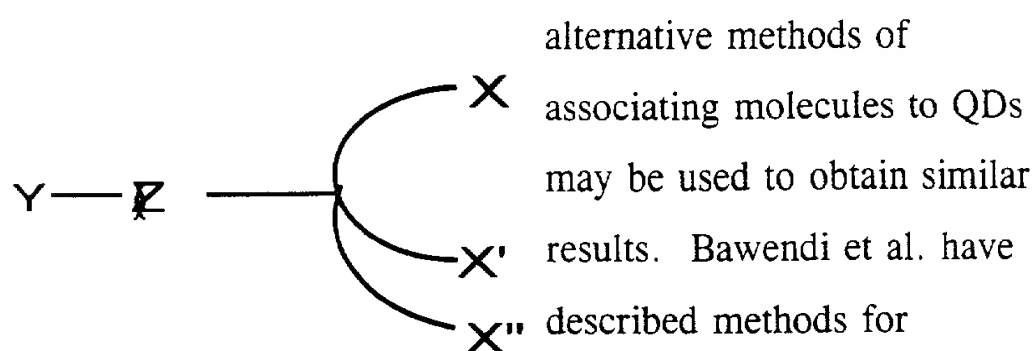 alternative methods of
X
associating molecules to QDs
may be used to obtain similar
Y
X'
results. Bawendi et al. have
X"
described methods for